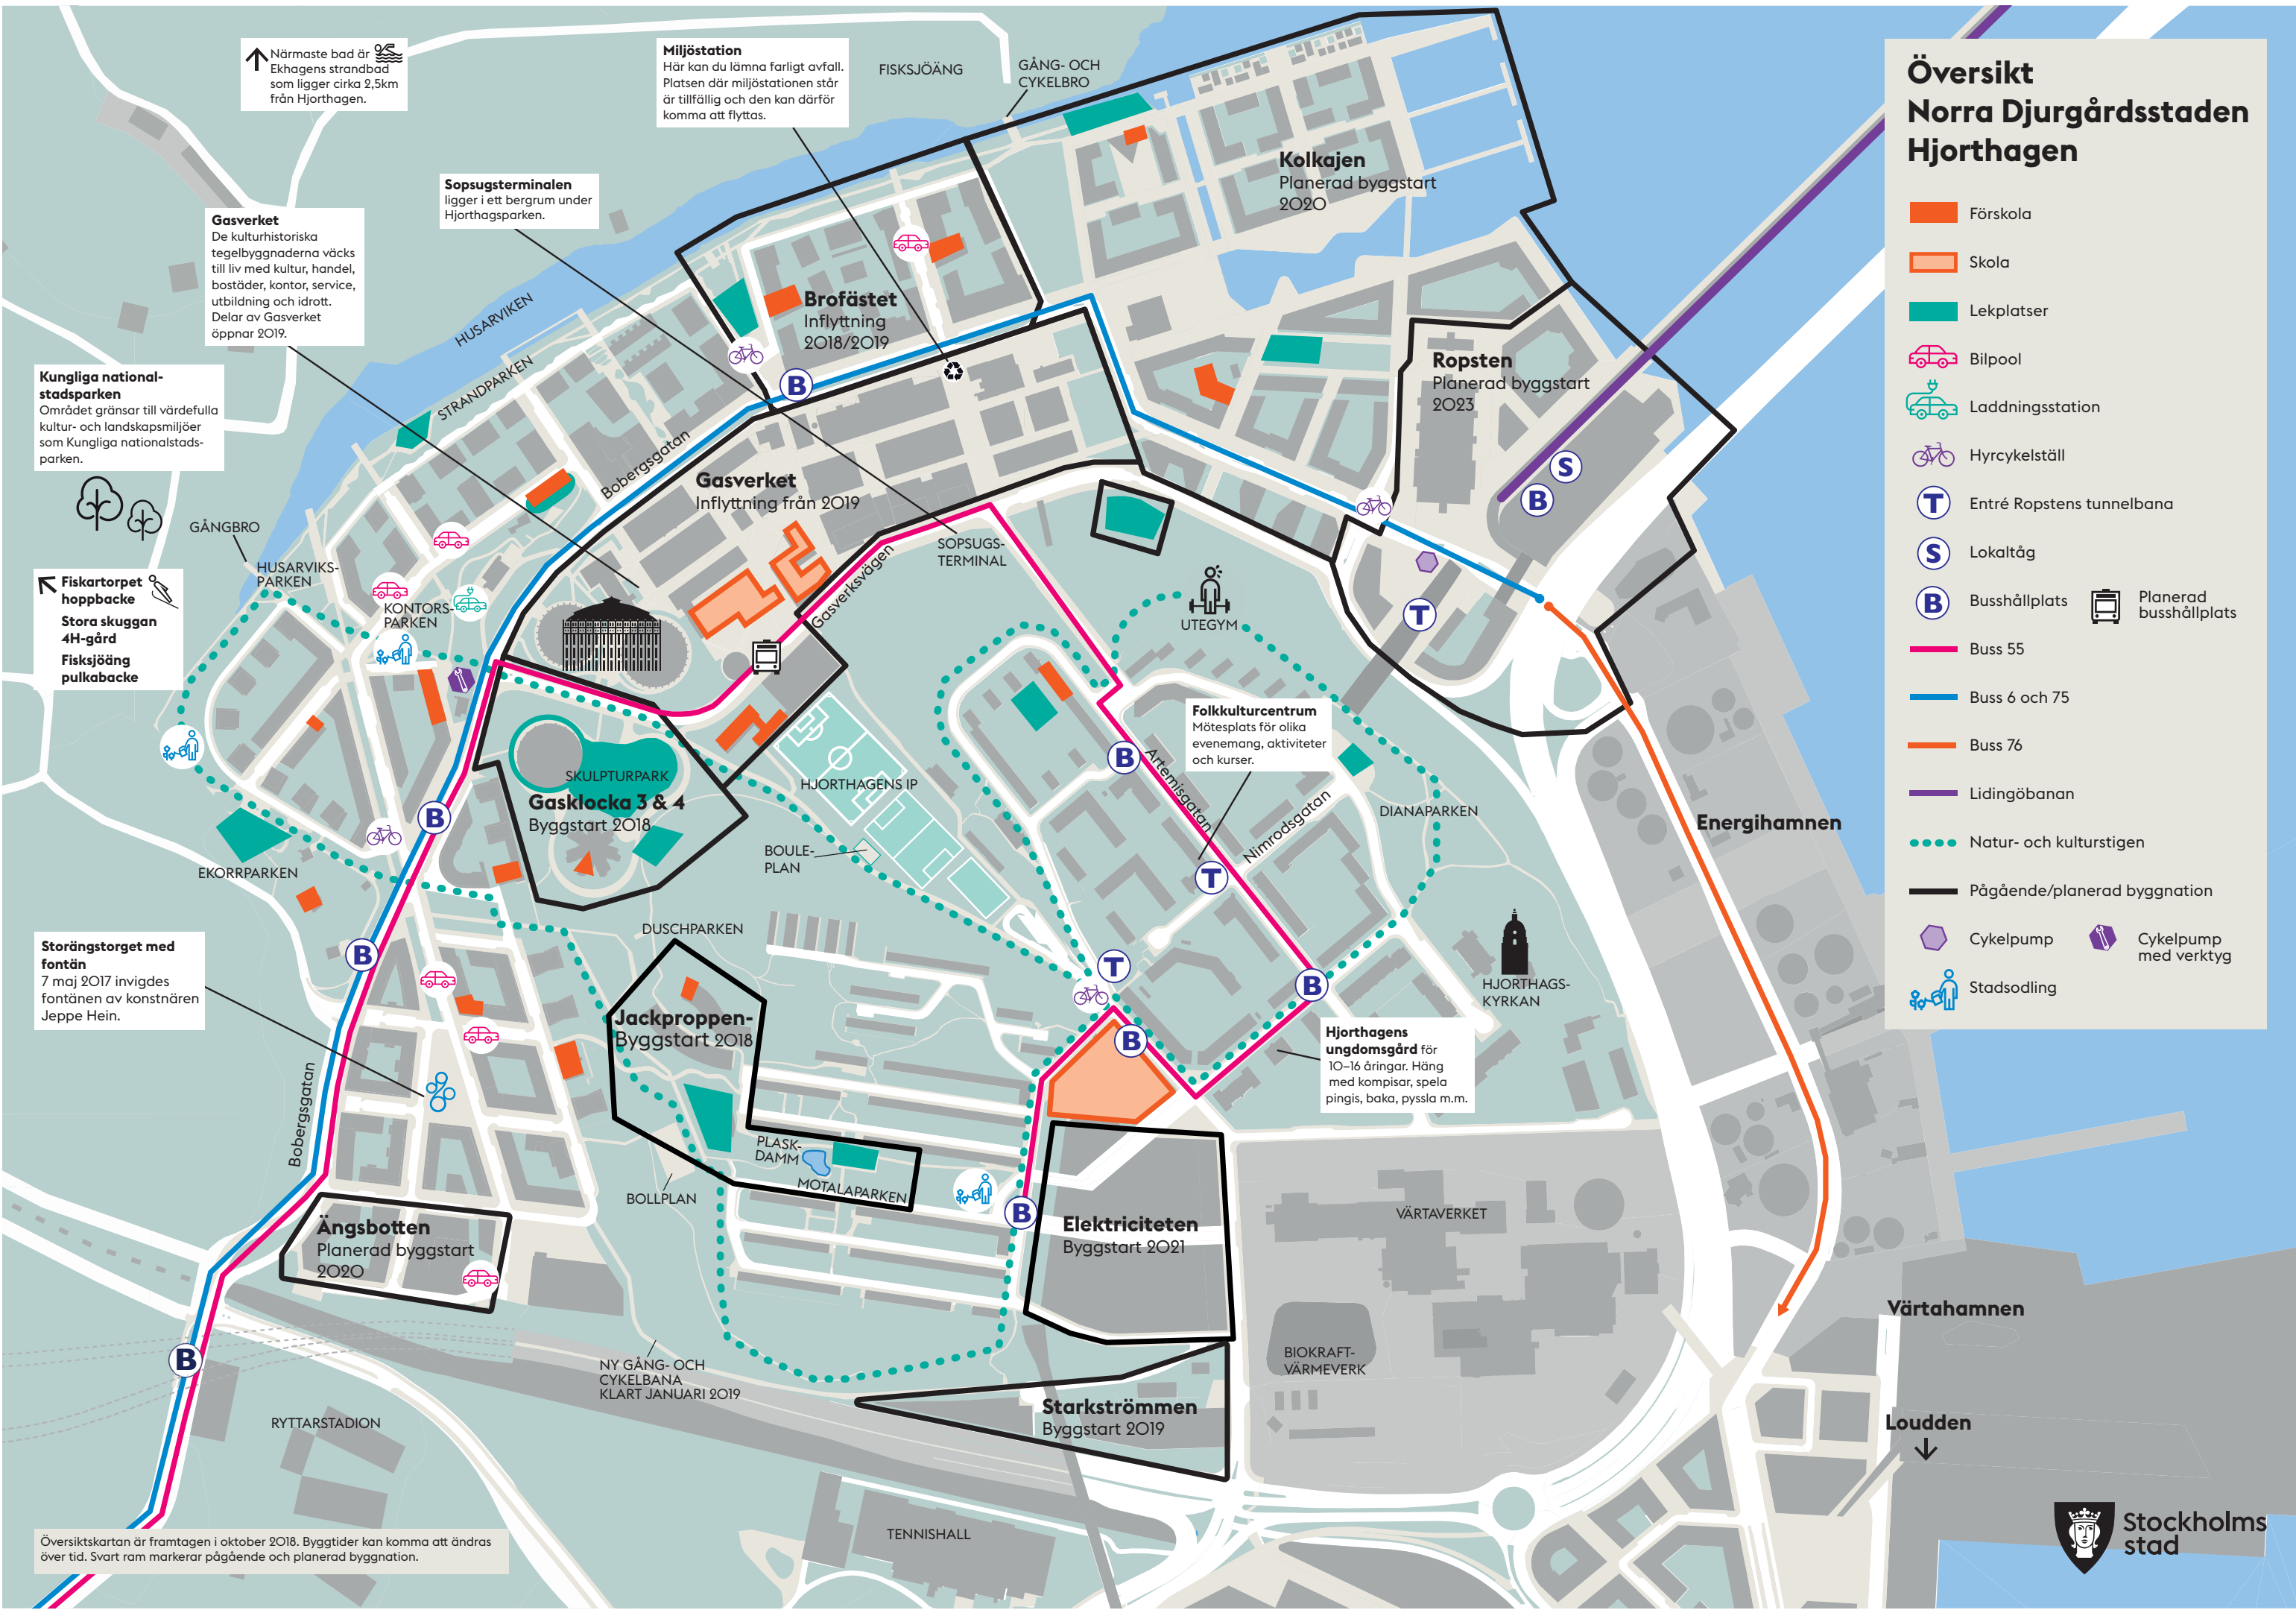 Närmaste bad är
Ekhagens strandbad
som ligger cirka 2,5km
från Hjorthagen.
Miljöstation
Här kan du lämna farligt avfall.
Platsen där miljöstationen står
är tillfällig och den kan därför
komma att flyttas.
FISKSJÖÄNG
GÅNG- OCH
CYKELBRO
Sopsugsterminalen
ligger i ett bergrum under
Hjorthagsparken.
Gasverket
De kulturhistoriska
tegelbyggnaderna väcks
till liv med kultur, handel,
bostäder, kontor, service,
utbildning och idrott.
Delar av Gasverket
öppnar 2019.
Kungliga national-
stadsparken
Området gränsar till värdefulla
kultur- och landskapsmiljöer
som Kungliga nationalstads-
parken.
Fiskartorpet
hoppbacke
Stora skuggan
4H-gård
Fisksjöäng
pulkabacke
Storängstorget med
fontän
7 maj 2017 invigdes
fontänen av konstnären
Jeppe Hein.
Kolkajen
Planerad byggstart
2020
Brofästet
Inflyttning
2018/2019
Ropsten
Planerad byggstart
2023
HUSARVIKEN
STRANDPARKEN
Bobergsgatan
Gasverket
Inflyttning från 2019
GÅNGBRO
HUSARVIKS-
PARKEN
KONTORS-
PARKEN
Gasverksvägen
SOPSUGS-
TERMINAL
UTEGYM
S
B
B
T
Folkkulturcentrum
Mötesplats för olika
evenemang, aktiviteter
och kurser.
B
Artemisgatan
Nimrodsgatan
DIANAPARKEN
T
SKULPTURPARK
Gasklocka 3 & 4
Byggstart 2018
HJORTHAGENS IP
BOULE-
PLAN
B
EKORRPARKEN
B
DUSCHPARKEN
Jackproppen-
Byggstart 2018
T
B
B
HJORTHAGS-
KYRKAN
Hjorthagens
ungdomsgård för
10–16 åringar. Häng
med kompisar, spela
pingis, baka, pyssla m.m.
Energihamnen
Bobergsgatan
PLASK-
DAMM
MOTALAPARKEN
BOLLPLAN
B
Ängsbotten
Planerad byggstart
2020
Elektriciteten
Byggstart 2021
VÄRTAVERKET
BIOKRAFT-
VÄRMEVERK
B
NY GÅNG- OCH
CYKELBANA
KLART JANUARI 2019
RYTTARSTADION
Starkströmmen
Byggstart 2019
TENNISHALL
Värtahamnen
Loudden
Översikt
Norra Djurgårdsstaden
Hjorthagen
Förskola
Skola
Lekplatser
Bilpool
Laddningsstation
Hyrcykelställ
T Entré Ropstens tunnelbana
S Lokaltåg
B Busshållplats
Planerad
busshållplats
Buss 55
Buss 6 och 75
Buss 76
Lidingöbanan
Natur- och kulturstigen
Pågående/planerad byggnation
Cykelpump
Cykelpump
med verktyg
Stadsodling
Översiktskartan är framtagen i oktober 2018. Byggtider kan komma att ändras
över tid. Svart ram markerar pågående och planerad byggnation.
Stockholms
stad